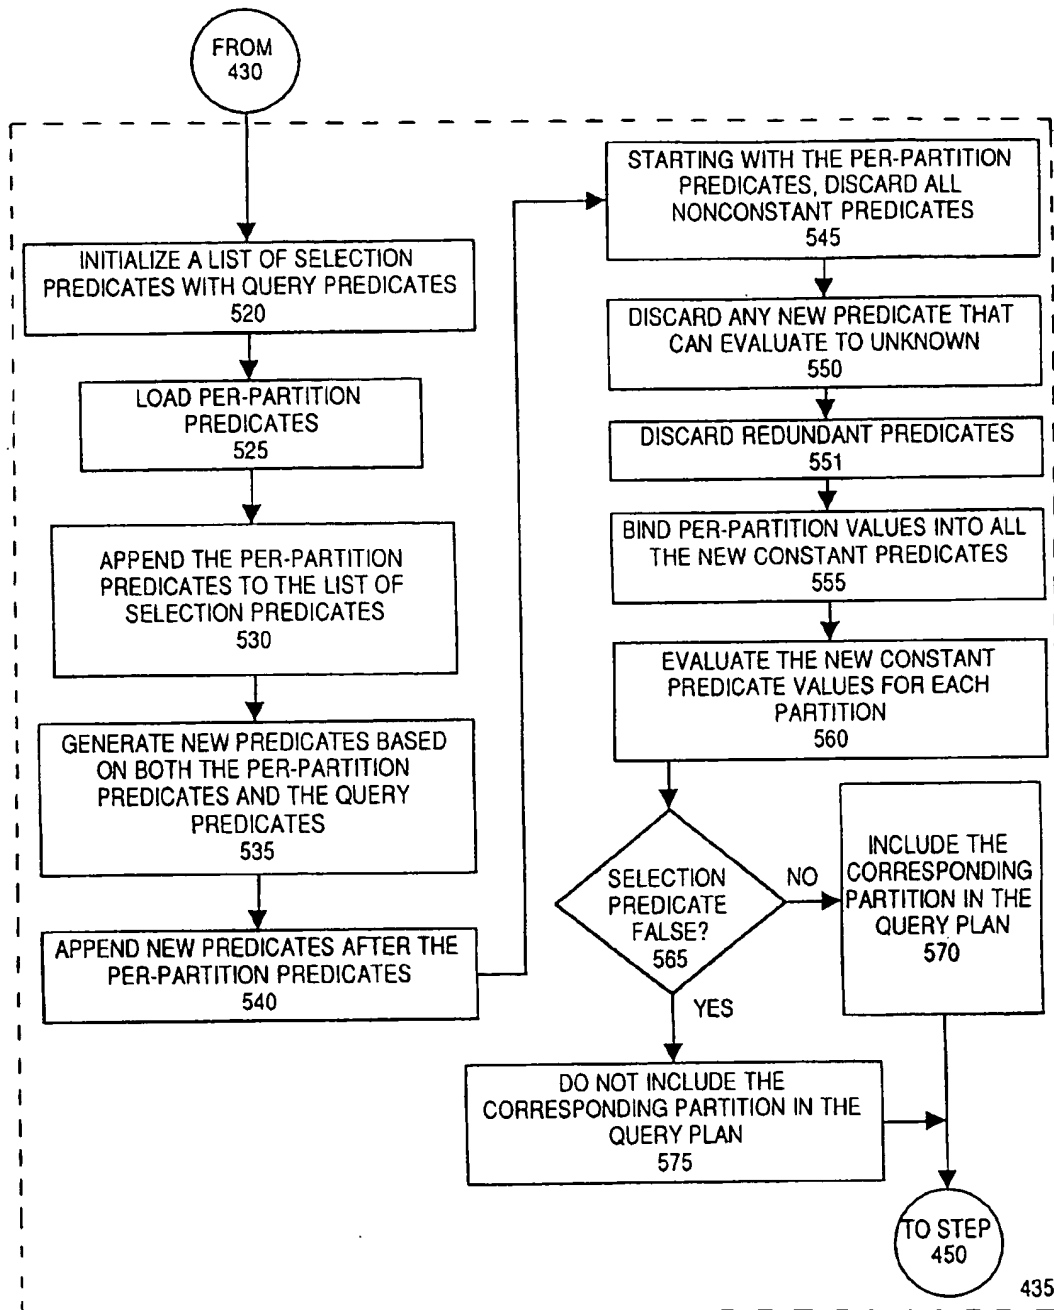 FROM
430
INITIALIZE A LIST OF SELECTION
PREDICATES WITH QUERY PREDICATES
520
LOAD PER-PARTITION
PREDICATES
525
APPEND THE PER-PARTITION
PREDICATES TO THE LIST OF
SELECTION PREDICATES
530
GENERATE NEW PREDICATES BASED
ON BOTH THE PER-PARTITION
PREDICATES AND THE QUERY
PREDICATES
535
APPEND NEW PREDICATES AFTER THE
PER-PARTITION PREDICATES
540
STARTING WITH THE PER-PARTITION
PREDICATES, DISCARD ALL
NONCONSTANT PREDICATES
545
DISCARD ANY NEW PREDICATE THAT
CAN EVALUATE TO UNKNOWN
550
DISCARD REDUNDANT PREDICATES
551
BIND PER-PARTITION VALUES INTO ALL
THE NEW CONSTANT PREDICATES
555
EVALUATE THE NEW CONSTANT
PREDICATE VALUES FOR EACH
PARTITION
560
SELECTION
PREDICATE
FALSE?
565
NO
INCLUDE THE
CORRESPONDING
PARTITION IN THE
QUERY PLAN
570
YES
DO NOT INCLUDE THE
CORRESPONDING PARTITION IN THE
QUERY PLAN
575
TO STEP
450
435